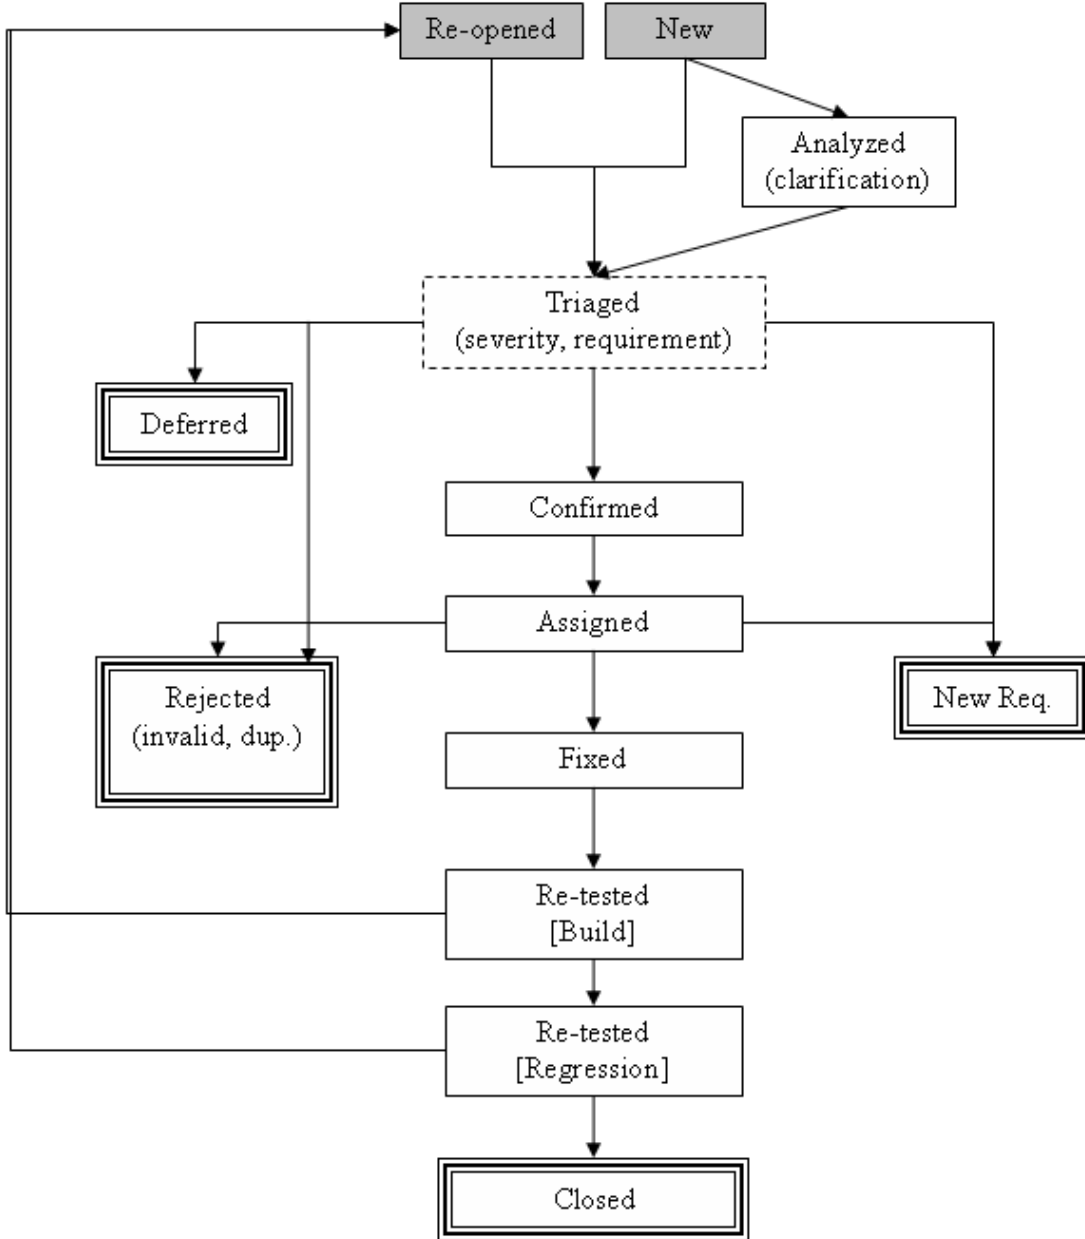 Re-opened
New
Analyzed
(clarification)
Triaged
(severity, requirement)
Deferred
Confirmed
Assigned
Rejected
(invalid, dup.)
New Req.
Fixed
Re-tested
[Build]
Re-tested
[Regression]
Closed